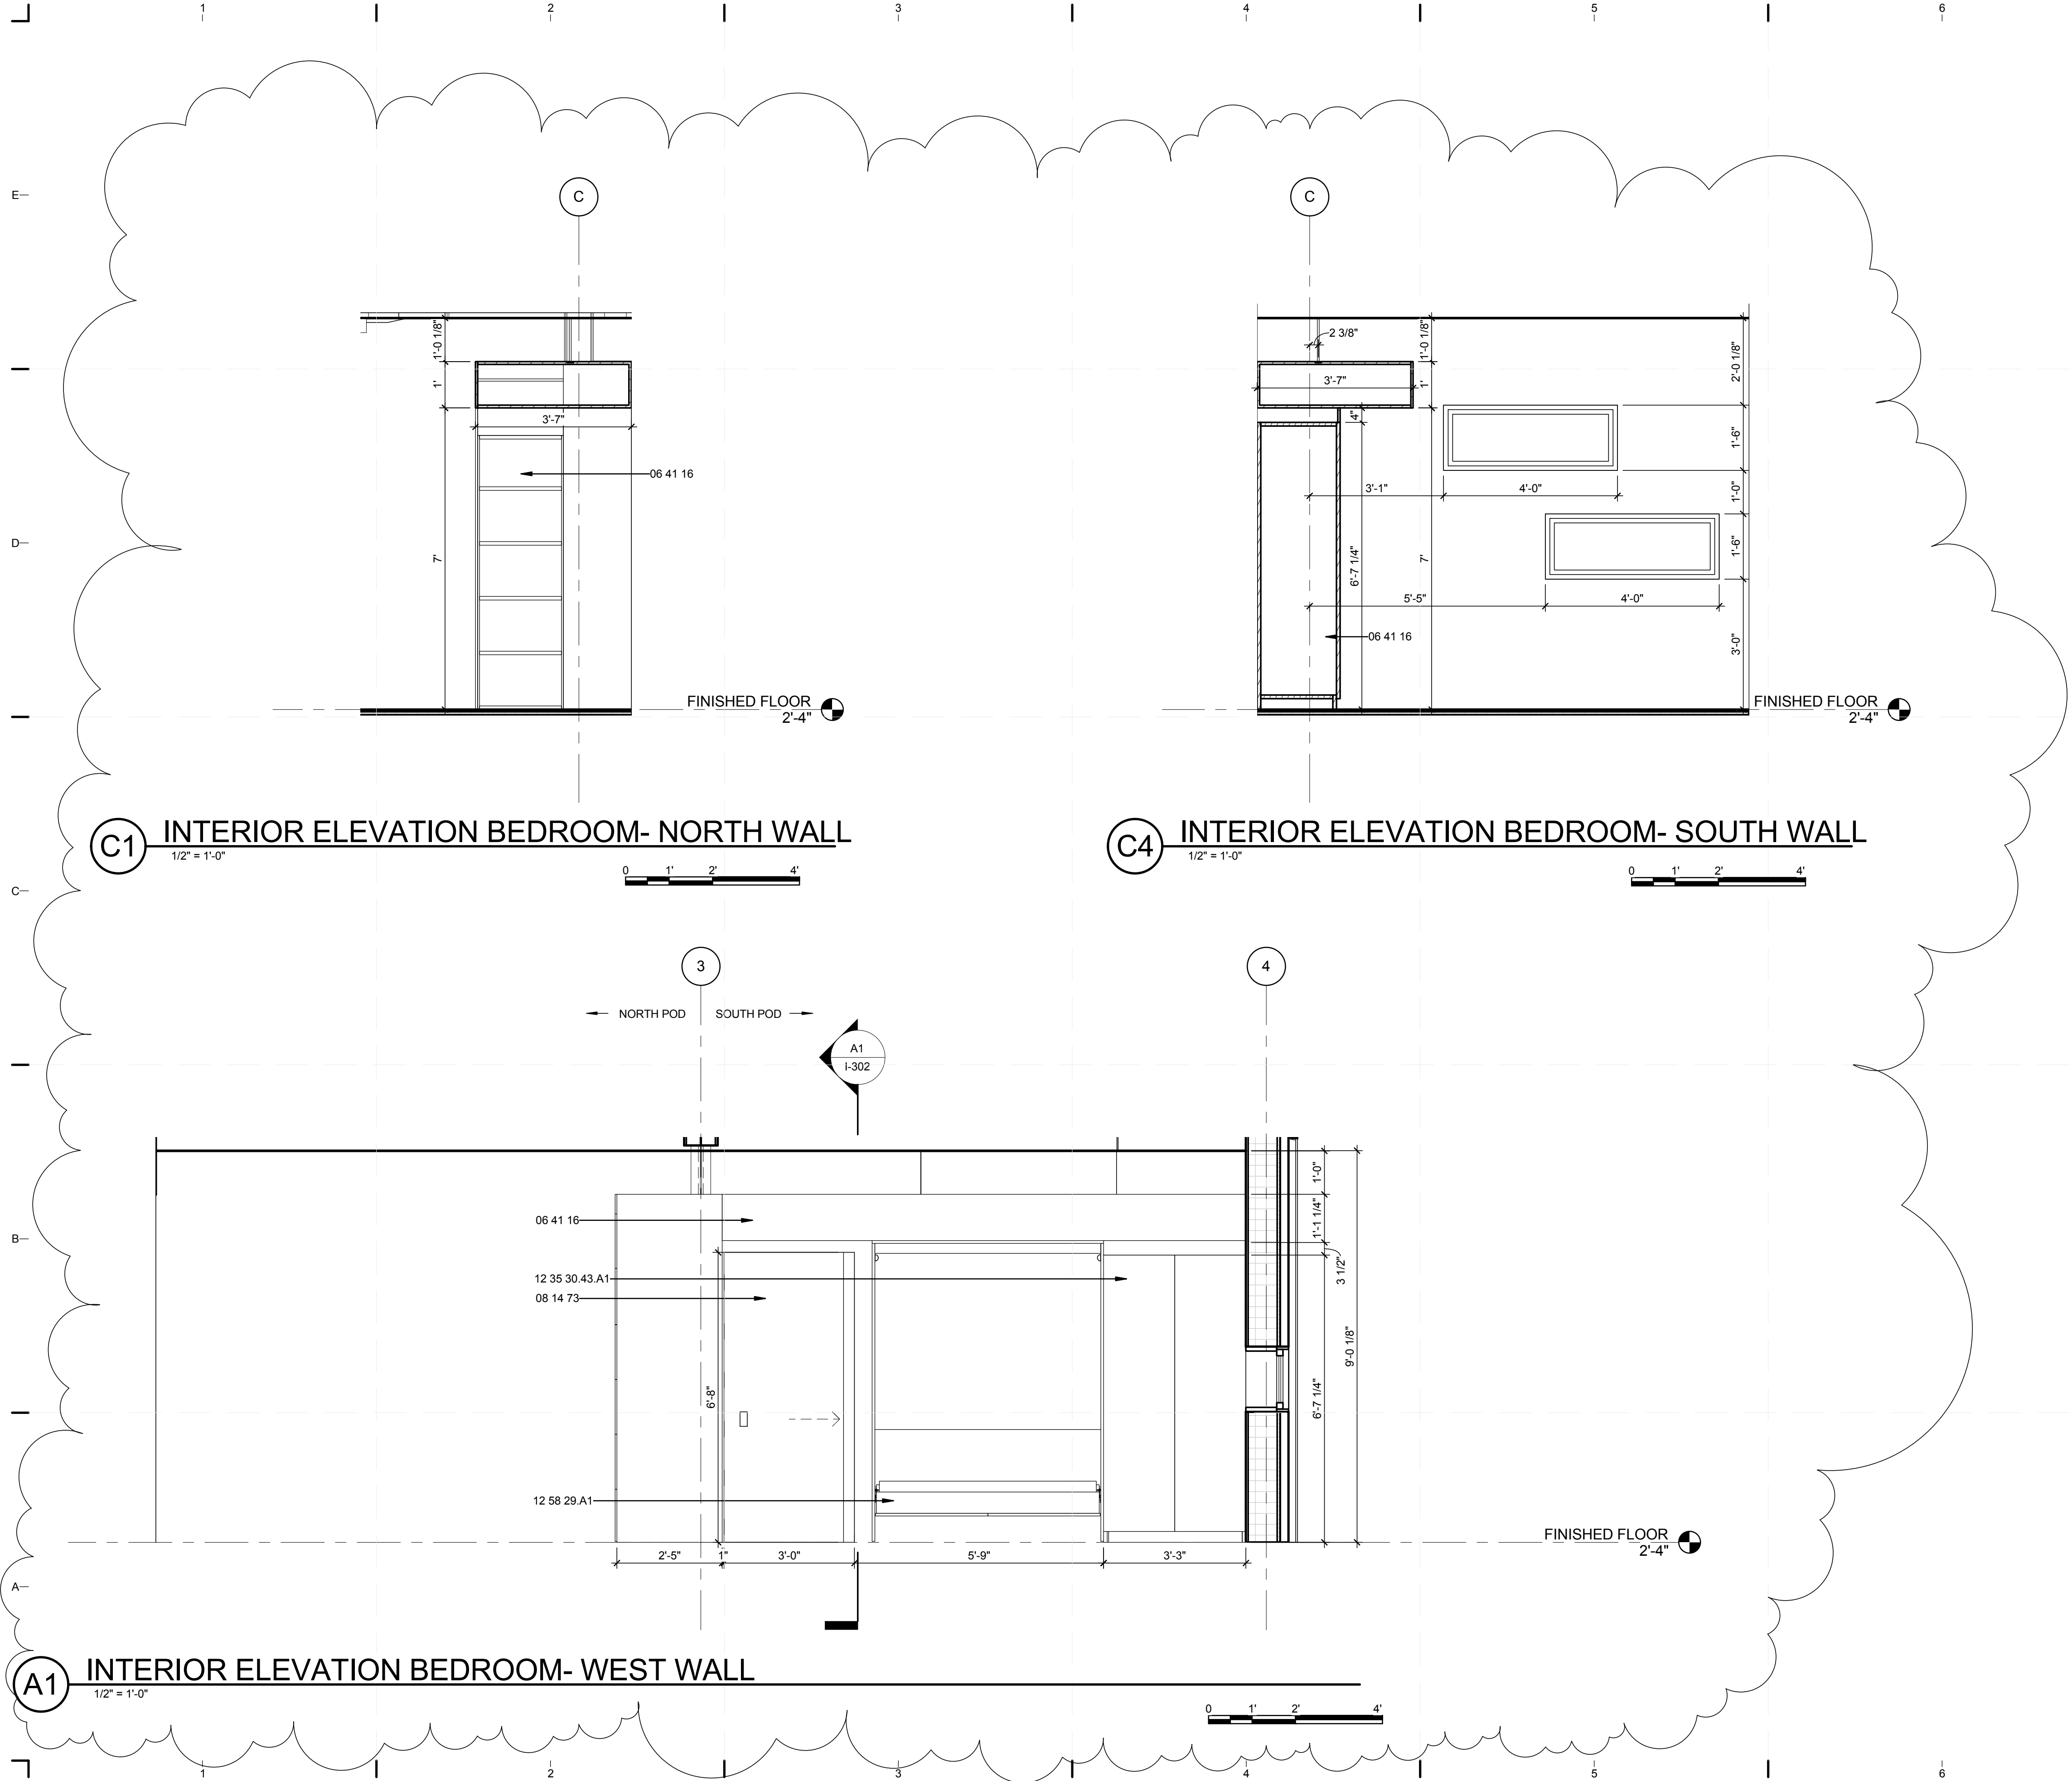 1 2 3 4 5 6
E
C
C
1'-0 1/8"
1'
3'-7"
7'
06 41 16
FINISHED FLOOR
2'-4"
2 3/8"
1'-0 1/8"
2'-0 1/8"
3'-7"
1'
4"
1'-6"
3'-1"
4'-0"
1'-0"
D
6'-7 1/4"
7'
1'-6"
5'-5"
4'-0"
06 41 16
3'-0"
FINISHED FLOOR
2'-4"
C1
INTERIOR ELEVATION BEDROOM- NORTH WALL
1/2" = 1'-0"
0 1' 2' 4'
C4
INTERIOR ELEVATION BEDROOM- SOUTH WALL
1/2" = 1'-0"
0 1' 2' 4'
C
3
4
NORTH POD
SOUTH POD
A1
I-302
1'-0"
B
06 41 16
1'-1 1/4"
3 1/2"
12 35 30.43.A1
08 14 73
9'-0 1/8"
6'-8"
6'-7 1/4"
12 58 29.A1
FINISHED FLOOR
2'-4"
2'-5" 1" 3'-0" 5'-9" 3'-3"
A
A1
INTERIOR ELEVATION BEDROOM- WEST WALL
1/2" = 1'-0"
0 1' 2' 4'
1 2 3 4 5 6